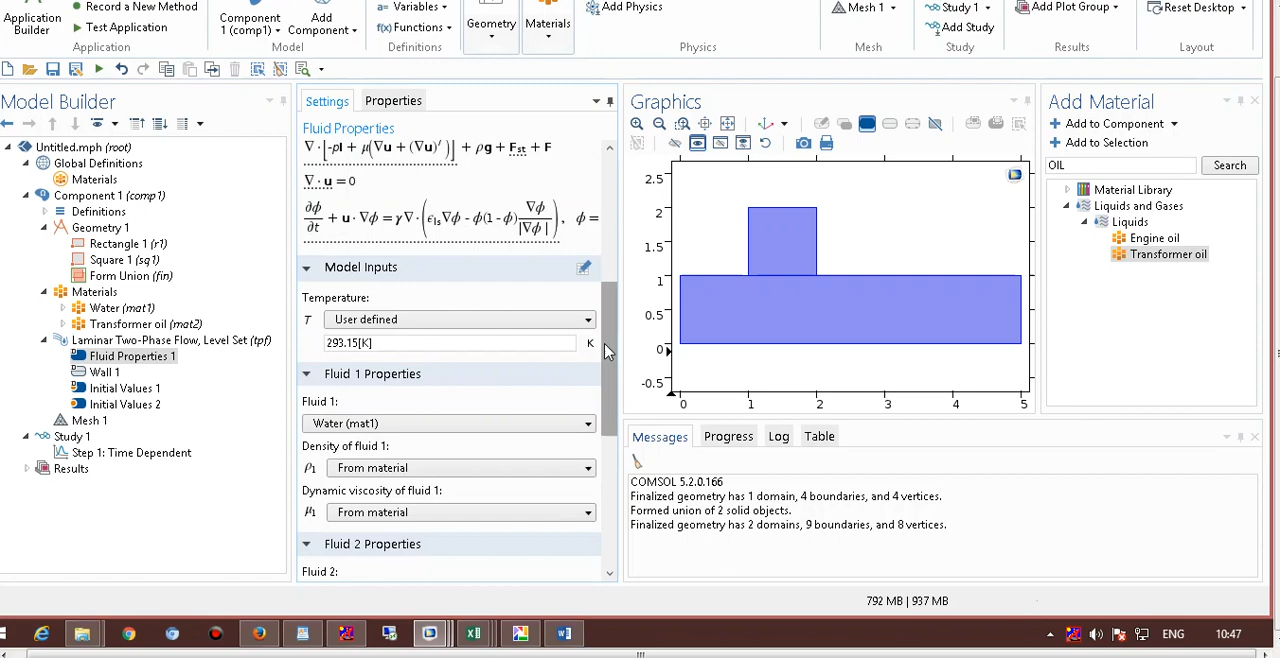 Application Builder
Record a New Method
Test Application
Application
Component 1 (comp1)
Add Component
Model
a= Variables
f(x) Functions
Definitions
Geometry
Materials
Add Physics
Physics
Mesh 1
Mesh
Study 1
Add Study
Study
Add Plot Group
Results
Reset Desktop
Layout
Model Builder
Untitled.mph (root)
Global Definitions
Materials
Component 1 (comp1)
Definitions
Geometry 1
Rectangle 1 (r1)
Square 1 (sq1)
Form Union (fin)
Materials
Water (mat1)
Transformer oil (mat2)
Laminar Two-Phase Flow, Level Set (tpf)
Fluid Properties 1
Wall 1
Initial Values 1
Initial Values 2
Mesh 1
Study 1
Step 1: Time Dependent
Results
Settings
Properties
Fluid Properties
∇·[-pI + μ(∇u + (∇u)′)] + ρg + Fst + F
∇·u = 0
∂ϕ/∂t + u·∇ϕ = γ∇·(ϵls∇ϕ - ϕ(1 - ϕ)∇ϕ/|∇ϕ|), ϕ =
Model Inputs
Temperature:
T User defined
293.15[K] K
Fluid 1 Properties
Fluid 1:
Water (mat1)
Density of fluid 1:
ρ1 From material
Dynamic viscosity of fluid 1:
μ1 From material
Fluid 2 Properties
Fluid 2:
Graphics
2.5
2
1.5
1
0.5
0
-0.5
0 1 2 3 4 5
Messages Progress Log Table
COMSOL 5.2.0.166
Finalized geometry has 1 domain, 4 boundaries, and 4 vertices.
Formed union of 2 solid objects.
Finalized geometry has 2 domains, 9 boundaries, and 8 vertices.
Add Material
Add to Component
Add to Selection
OIL Search
Material Library
Liquids and Gases
Liquids
Engine oil
Transformer oil
792 MB | 937 MB
ENG 10:47